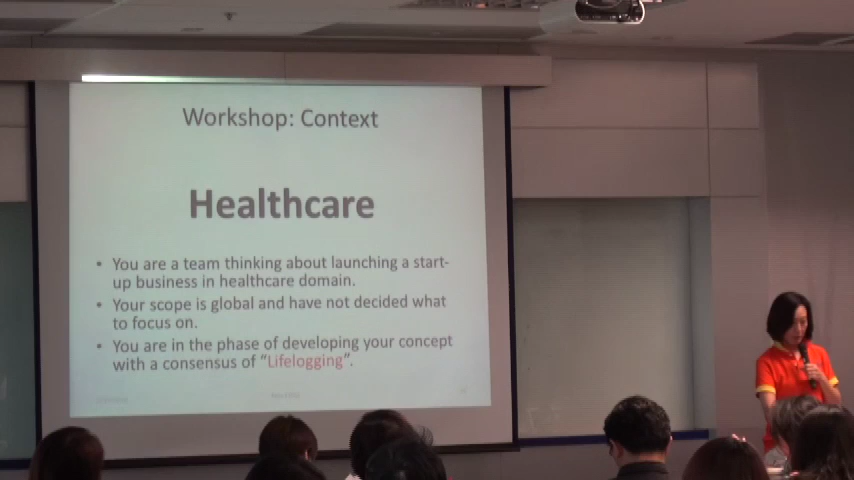 Workshop: Context
Healthcare
• You are a team thinking about launching a start-
up business in healthcare domain.
• Your scope is global and have not decided what
to focus on.
• You are in the phase of developing your concept
with a consensus of “Lifelogging”.